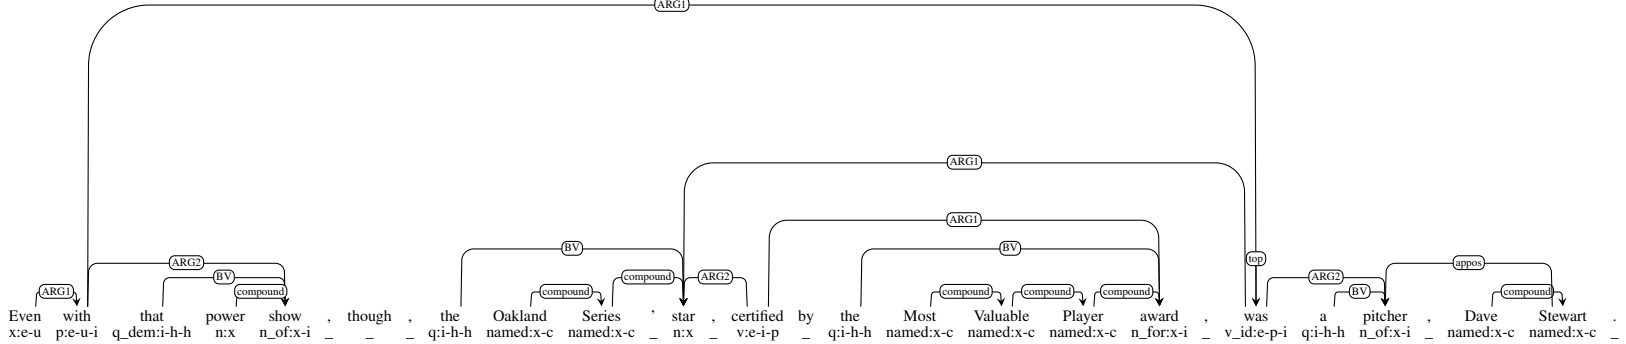 ARG1
ARG1
ARG1
BV BV
top
ARG2 appos
BV compound ARG2 ARG2
ARG1 compound compound compound compound compound BV compound
Even with that power show , though , the Oakland Series ' star , certified by the Most Valuable Player award , was a pitcher , Dave Stewart .
x:e-u p:e-u-i q_dem:i-h-h n:x n_of:x-i _ _ _ q:i-h-h named:x-c named:x-c _ n:x _ v:e-i-p _ q:i-h-h named:x-c named:x-c named:x-c n_for:x-i _ v_id:e-p-i q:i-h-h n_of:x-i _ named:x-c named:x-c _